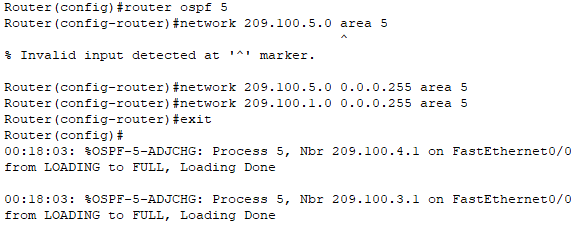 Router(config)#router ospf 5
Router(config-router)#network 209.100.5.0 area 5
^
% Invalid input detected at '^' marker.
Router(config-router)#network 209.100.5.0 0.0.0.255 area 5
Router(config-router)#network 209.100.1.0 0.0.0.255 area 5
Router(config-router)#exit
Router(config)#
00:18:03: %OSPF-5-ADJCHG: Process 5, Nbr 209.100.4.1 on FastEthernet0/0
from LOADING to FULL, Loading Done
00:18:03: %OSPF-5-ADJCHG: Process 5, Nbr 209.100.3.1 on FastEthernet0/0
from LOADING to FULL, Loading Done